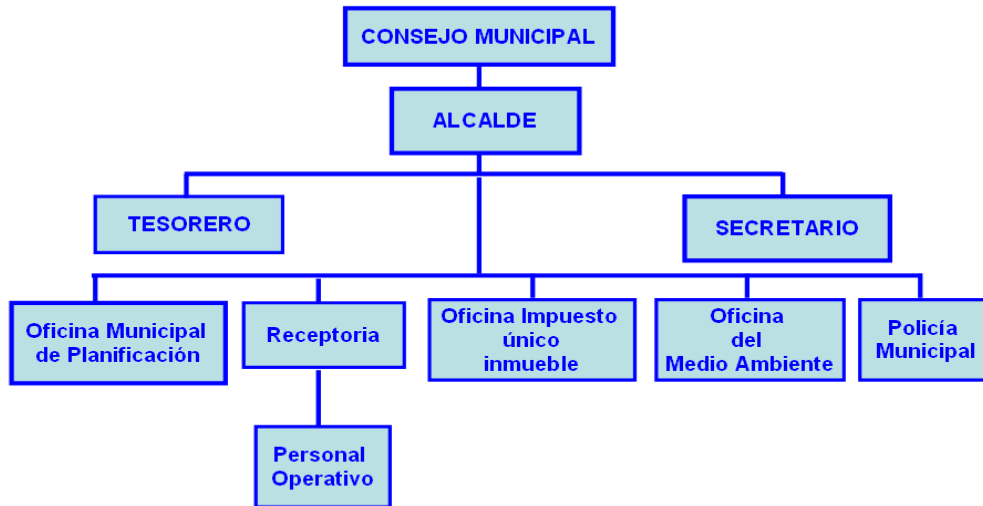 CONSEJO MUNICIPAL
ALCALDE
TESORERO
SECRETARIO
Oficina Municipal
de Planificación
Receptoria
Oficina Impuesto
único
inmueble
Oficina
del
Medio Ambiente
Policía
Municipal
Personal
Operativo